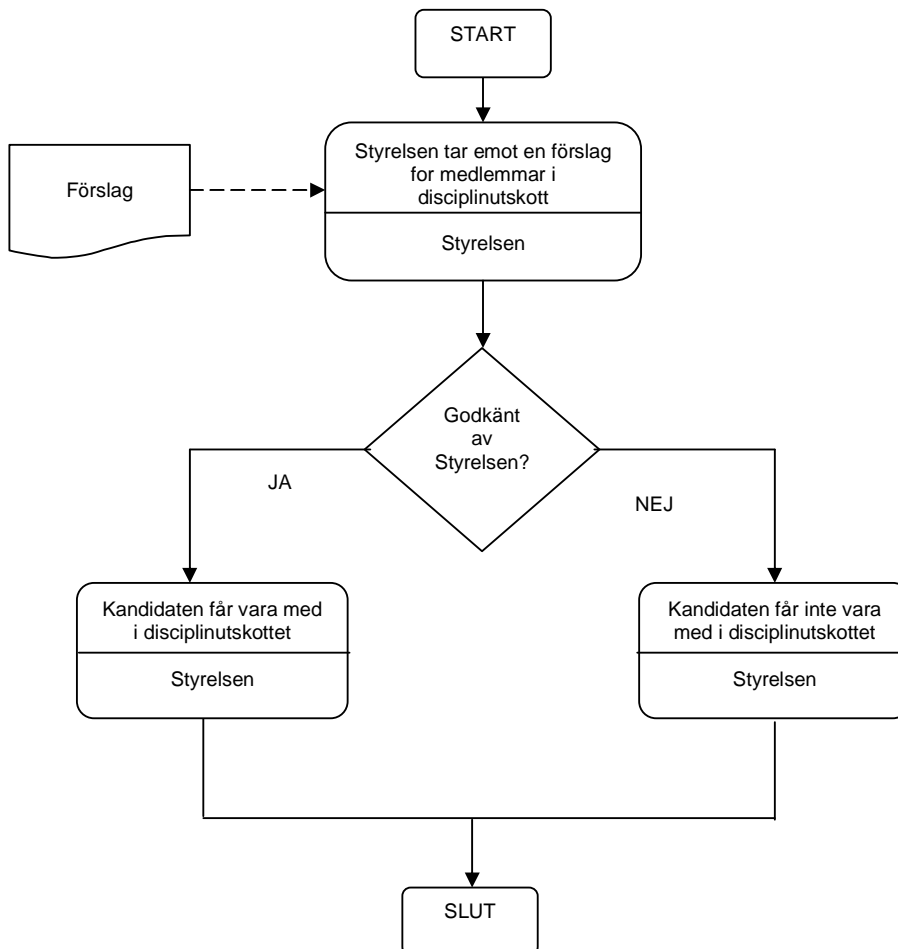 START
Styrelsen tar emot en förslag
for medlemmar i
disciplinutskott
Förslag
Styrelsen
Godkänt
av
Styrelsen?
JA
NEJ
Kandidaten får vara med
i disciplinutskottet
Styrelsen
Kandidaten får inte vara
med i disciplinutskottet
Styrelsen
SLUT